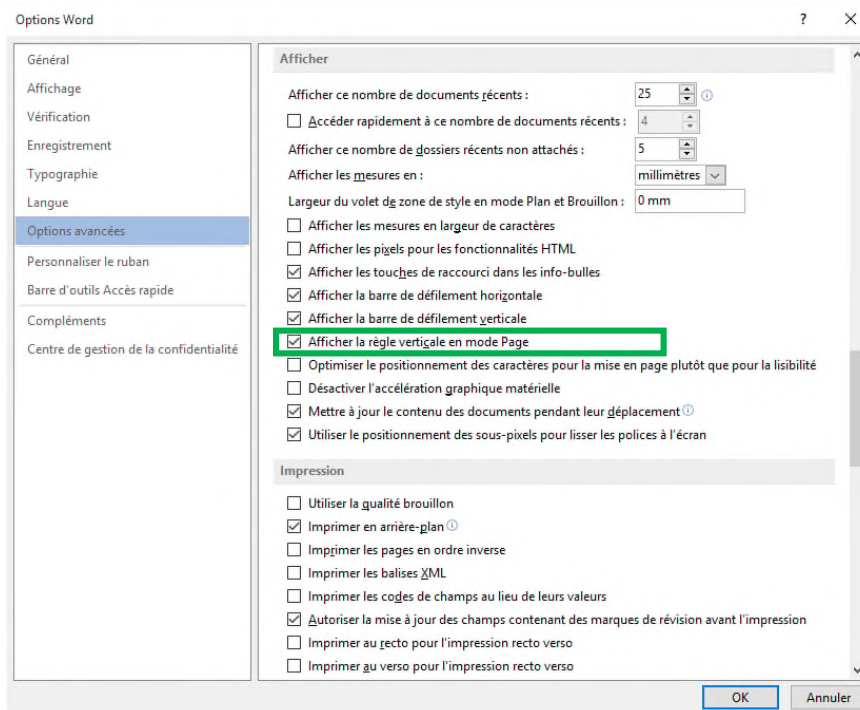 Options Word
?
Général
Affichage
Vérification
Enregistrement
Typographie
Langue
Options avancées
Personnaliser le ruban
Barre d'outils Accès rapide
Compléments
Centre de gestion de la confidentialité
Afficher
Afficher ce nombre de documents récents : 25
Accéder rapidement à ce nombre de documents récents : 4
Afficher ce nombre de dossiers récents non attachés : 5
Afficher les mesures en : millimètres
Largeur du volet de zone de style en mode Plan et Brouillon : 0 mm
Afficher les mesures en largeur de caractères
Afficher les pixels pour les fonctionnalités HTML
Afficher les touches de raccourci dans les info-bulles
Afficher la barre de défilement horizontale
Afficher la barre de défilement verticale
Afficher la règle verticale en mode Page
Optimiser le positionnement des caractères pour la mise en page plutôt que pour la lisibilité
Désactiver l'accélération graphique matérielle
Mettre à jour le contenu des documents pendant leur déplacement
Utiliser le positionnement des sous-pixels pour lisser les polices à l'écran
Impression
Utiliser la qualité brouillon
Imprimer en arrière-plan
Imprimer les pages en ordre inverse
Imprimer les balises XML
Imprimer les codes de champs au lieu de leurs valeurs
Autoriser la mise à jour des champs contenant des marques de révision avant l'impression
Imprimer au recto pour l'impression recto verso
Imprimer au verso pour l'impression recto verso
OK
Annuler